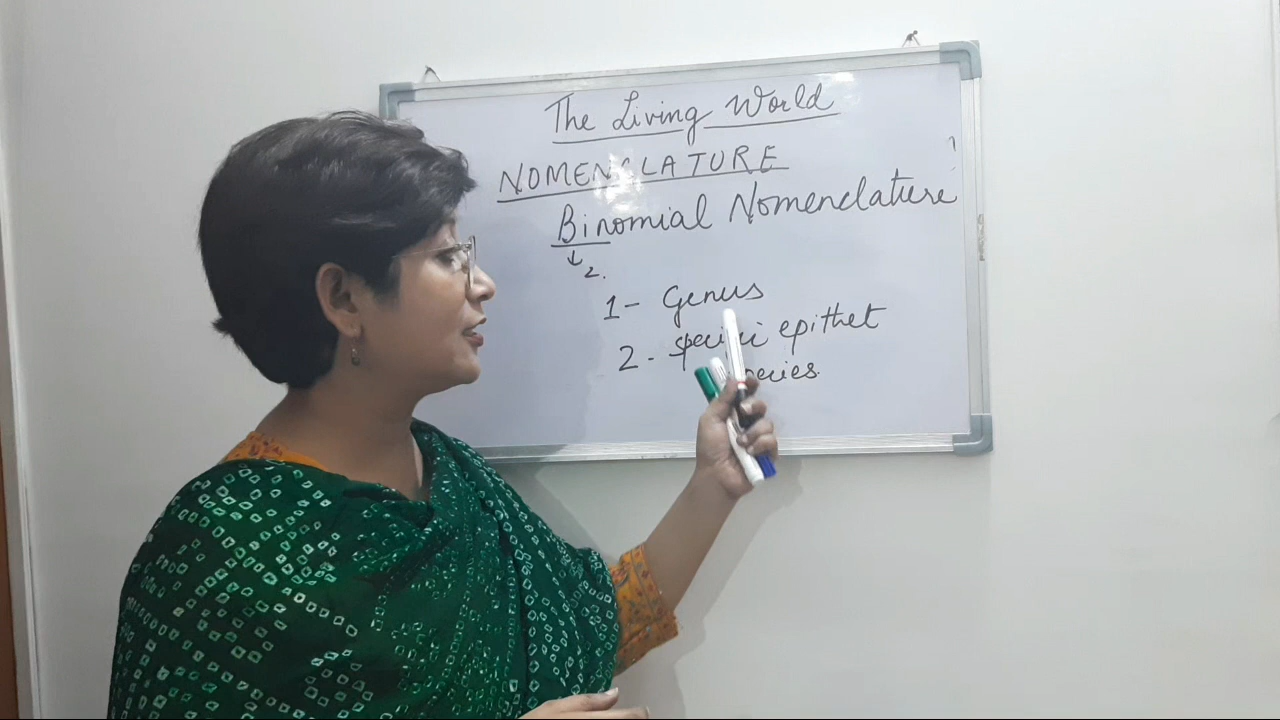 The Living World
NOMENCLATURE
Binomial Nomenclature
↓ 2.
1- Genus
2- epithet